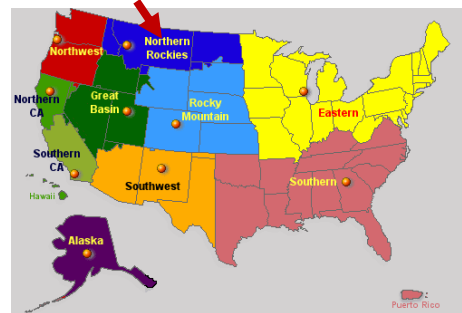 Northwest
Northern
Rockies
Northern
CA
Great
Basin
Rocky
Mountain
Eastern
Southern
CA
Southwest
Southern
Hawaii
Alaska
Puerto Rico